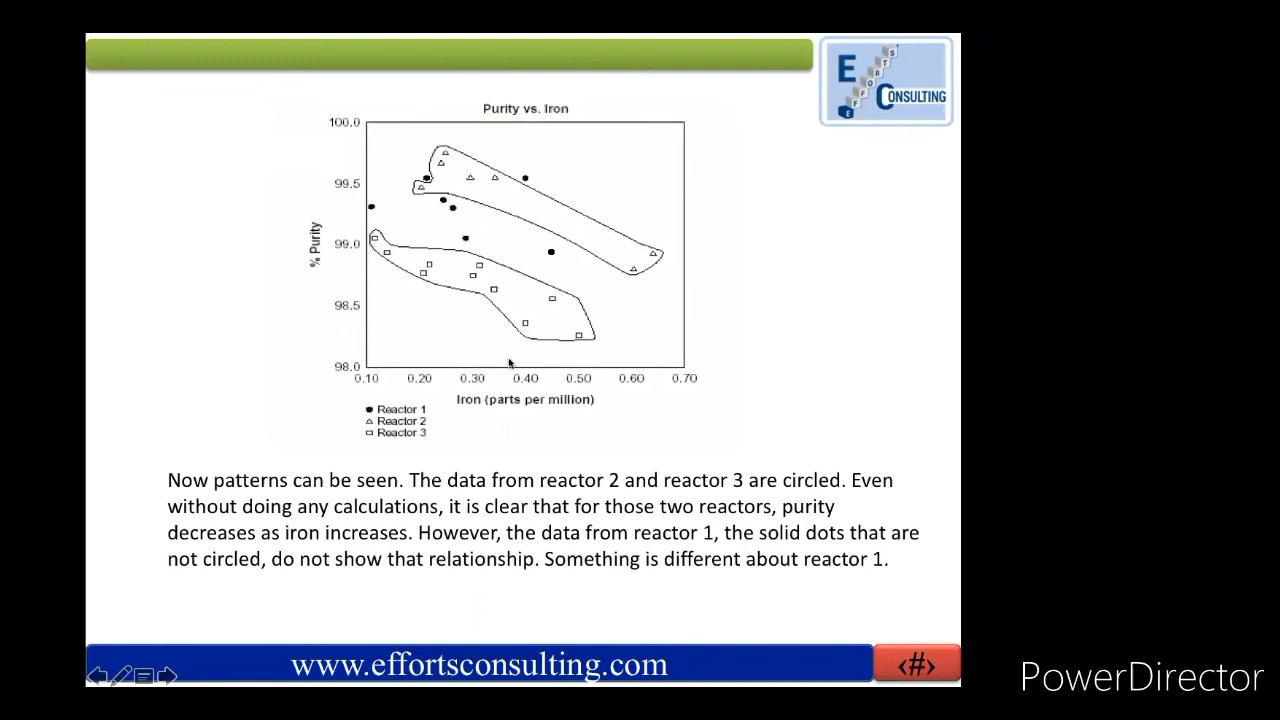 E
EFFORTS
CONSULTING
Purity vs. Iron
100.0
99.5
99.0
98.5
98.0
% Purity
0.10 0.20 0.30 0.40 0.50 0.60 0.70
Iron (parts per million)
Reactor 1
Reactor 2
Reactor 3
Now patterns can be seen. The data from reactor 2 and reactor 3 are circled. Even
without doing any calculations, it is clear that for those two reactors, purity
decreases as iron increases. However, the data from reactor 1, the solid dots that are
not circled, do not show that relationship. Something is different about reactor 1.
www.effortsconsulting.com
‹#›
PowerDirector